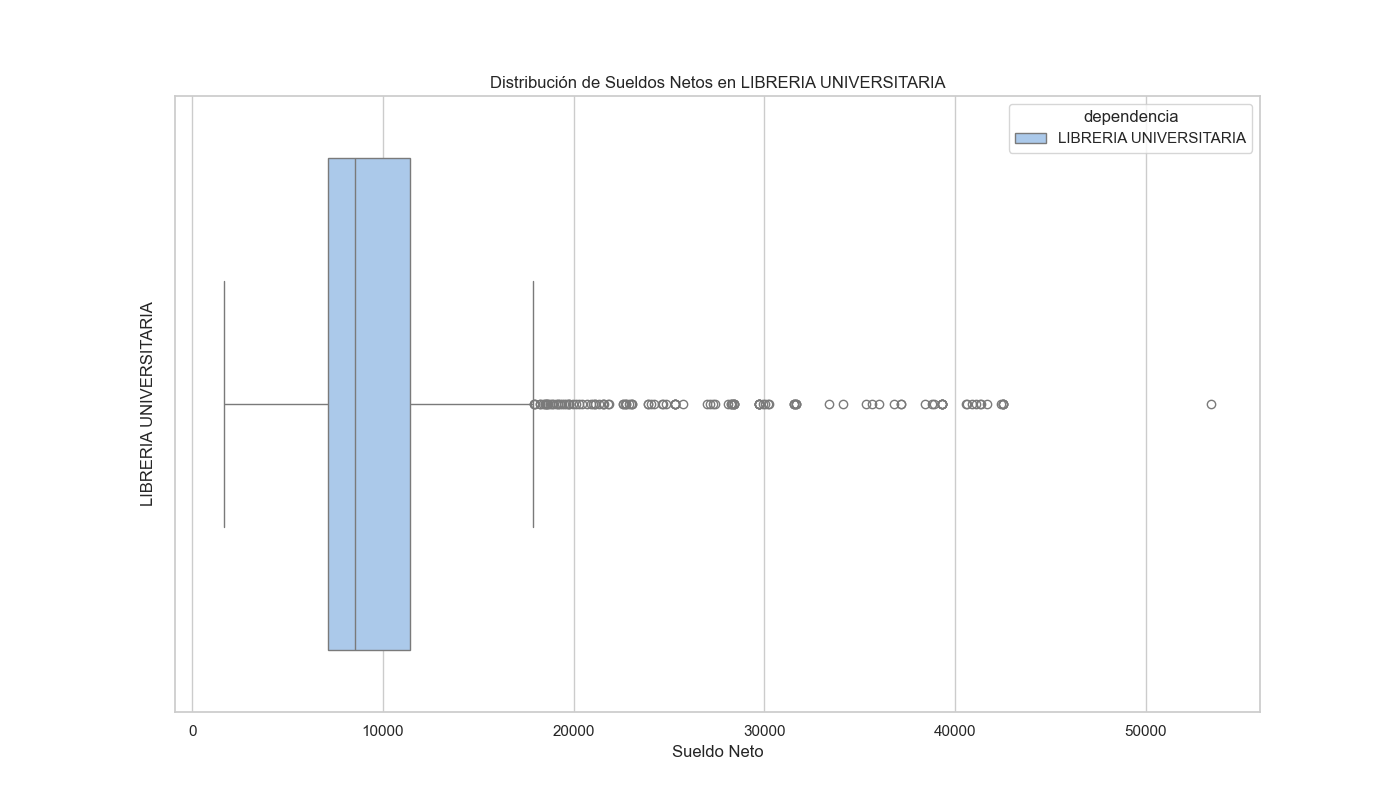 Distribución de Sueldos Netos en LIBRERIA UNIVERSITARIA
dependencia
LIBRERIA UNIVERSITARIA
LIBRERIA UNIVERSITARIA
0 10000 20000 30000 40000 50000
Sueldo Neto